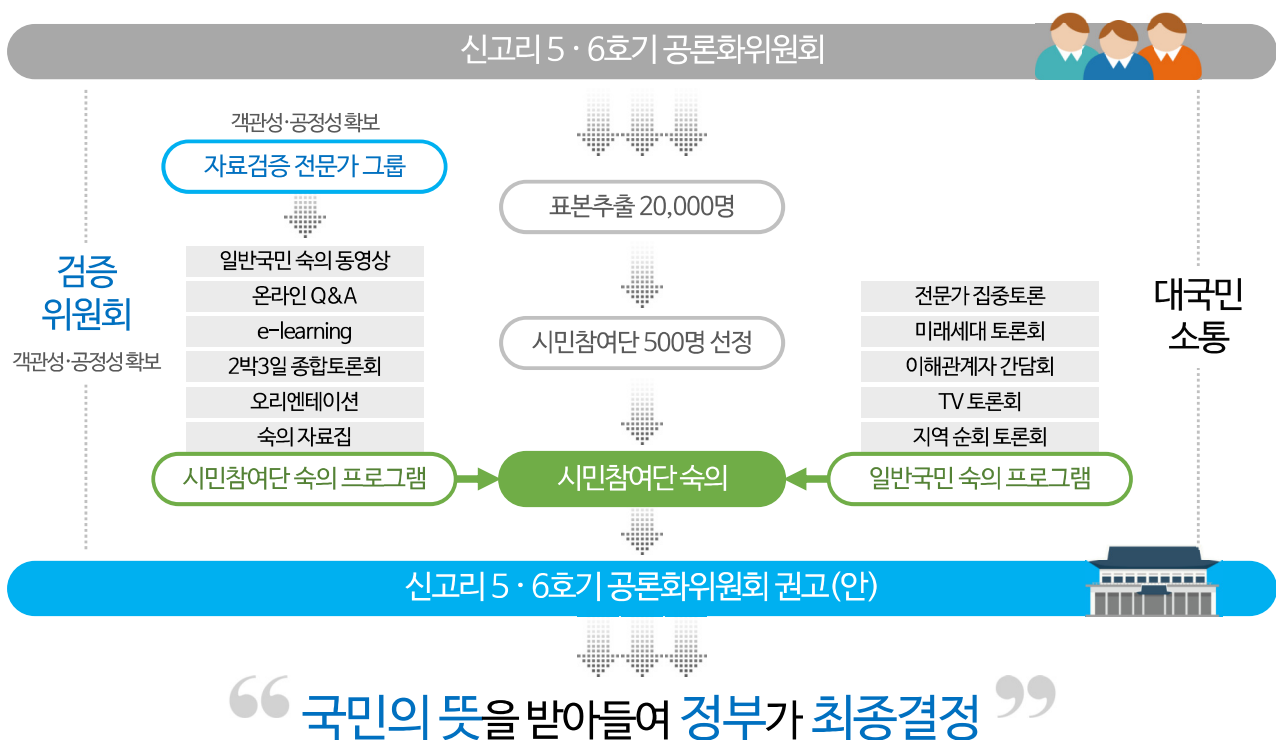 신고리 5 · 6호기 공론화위원회
객관성·공정성 확보
자료검증 전문가 그룹
검증
위원회
객관성·공정성 확보
일반국민 숙의 동영상
온라인 Q&A
e-learning
2박3일 종합토론회
오리엔테이션
숙의 자료집
시민참여단 숙의 프로그램
표본추출 20,000명
시민참여단 500명 선정
시민참여단 숙의
전문가 집중토론
미래세대 토론회
이해관계자 간담회
TV 토론회
지역 순회 토론회
일반국민 숙의 프로그램
대국민
소통
신고리 5 · 6호기 공론화위원회 권고(안)
“ 국민의 뜻을 받아들여 정부가 최종결정 ”